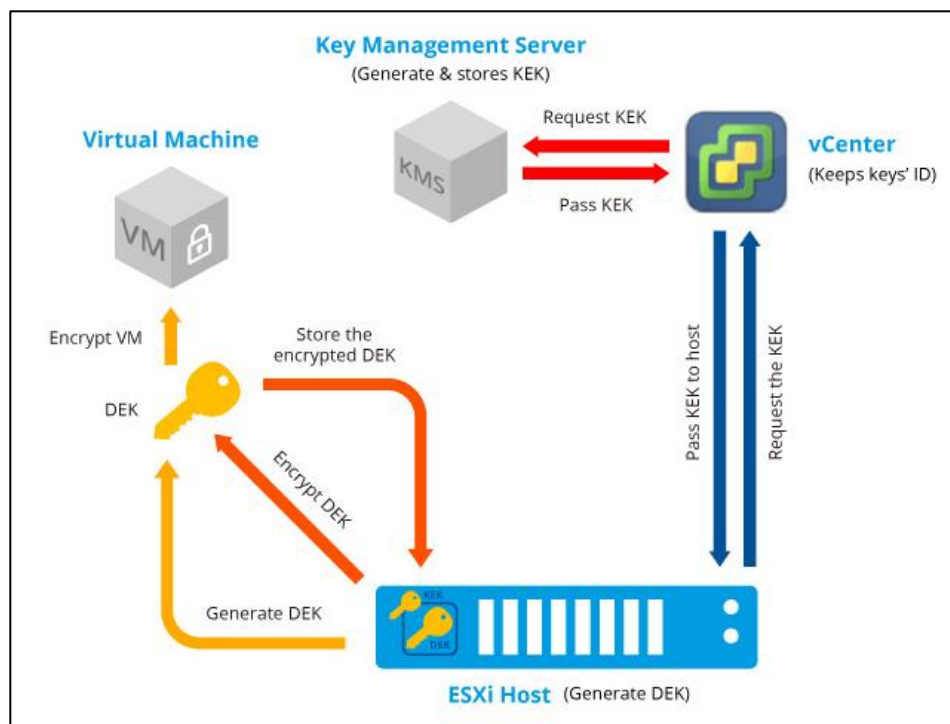 Key Management Server
(Generate & stores KEK)
Request KEK
Virtual Machine
vCenter
(Keeps keys' ID)
KMS
Pass KEK
VM
Encrypt VM
Store the
encrypted DEK
DEK
Pass KEK to host
Request the KEK
Encrypt DEK
Generate DEK
KEK
DEK
ESXi Host (Generate DEK)